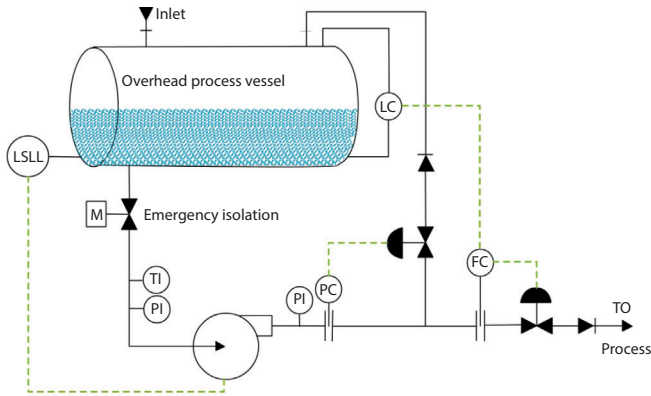 Inlet
Overhead process vessel
LC
LSLL
M
Emergency isolation
TI
PI
PI
PC
FC
TO
Process